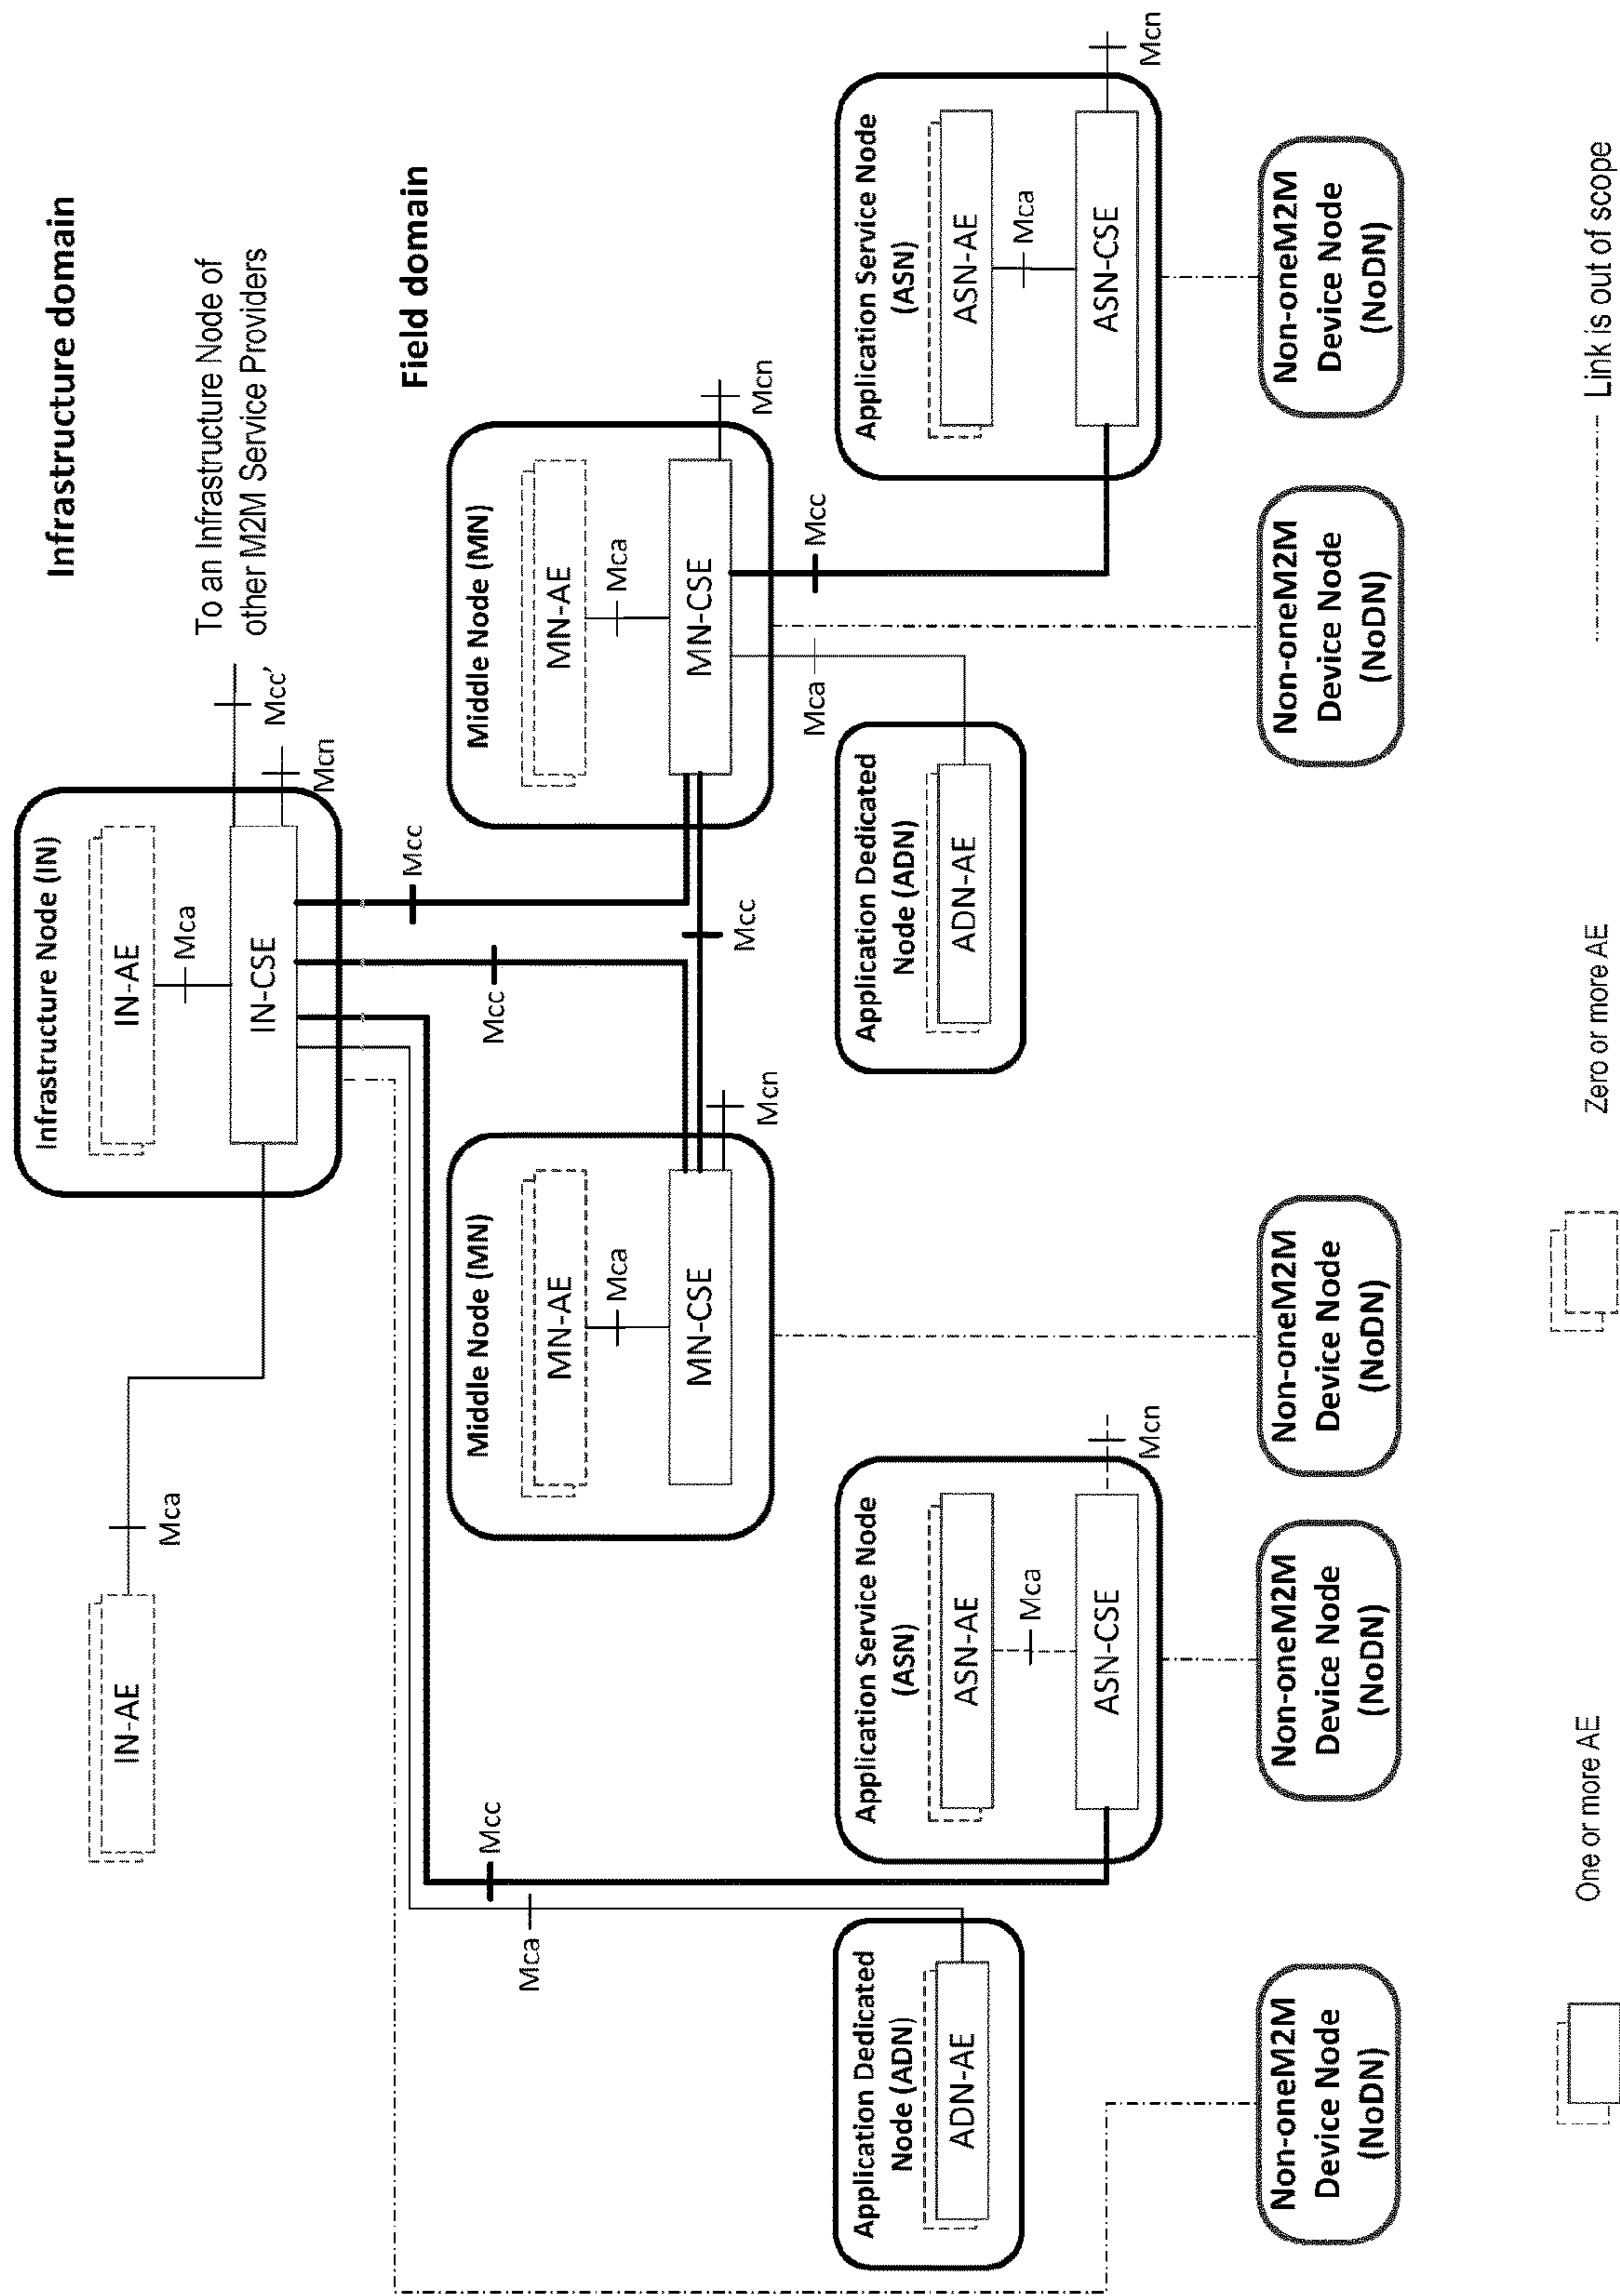 Infrastructure domain
To an Infrastructure Node of
other M2M Service Providers
Infrastructure Node (IN)
IN-AE
Mca
IN-CSE
Mcc'
Mcn
IN-AE
Mca
Field domain
Mcc
Mcc
Mcc
Mcc
Mca
Middle Node (MN)
MN-AE
Mca
MN-CSE
Mcn
Middle Node (MN)
MN-AE
Mca
MN-CSE
Mcn
Mca
Mcc
Application Dedicated
Node (ADN)
ADN-AE
Application Service Node
(ASN)
ASN-AE
Mca
ASN-CSE
Mcn
Application Dedicated
Node (ADN)
ADN-AE
Application Service Node
(ASN)
ASN-AE
Mca
ASN-CSE
Mcn
Non-oneM2M
Device Node
(NoDN)
Non-oneM2M
Device Node
(NoDN)
Non-oneM2M
Device Node
(NoDN)
Non-oneM2M
Device Node
(NoDN)
Non-oneM2M
Device Node
(NoDN)
One or more AE
Zero or more AE
Link is out of scope